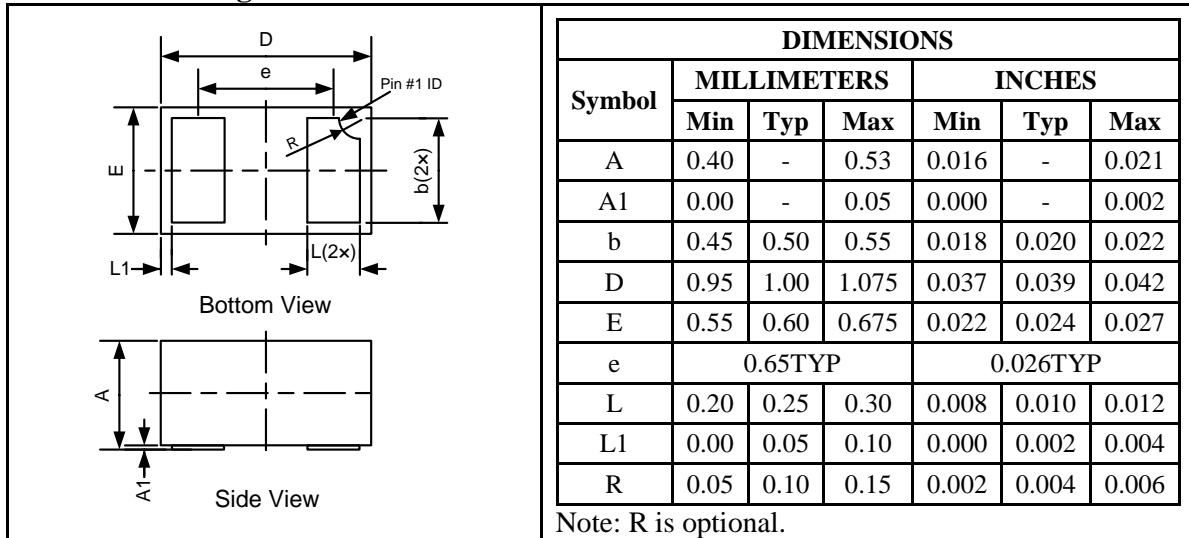 D
e
Pin #1 ID
R
E
b(2×)
L1
L(2×)
Bottom View
A
A1
Side View
DIMENSIONS
Symbol MILLIMETERS INCHES
Min Typ Max Min Typ Max
A 0.40 - 0.53 0.016 - 0.021
A1 0.00 - 0.05 0.000 - 0.002
b 0.45 0.50 0.55 0.018 0.020 0.022
D 0.95 1.00 1.075 0.037 0.039 0.042
E 0.55 0.60 0.675 0.022 0.024 0.027
e 0.65TYP 0.026TYP
L 0.20 0.25 0.30 0.008 0.010 0.012
L1 0.00 0.05 0.10 0.000 0.002 0.004
R 0.05 0.10 0.15 0.002 0.004 0.006
Note: R is optional.